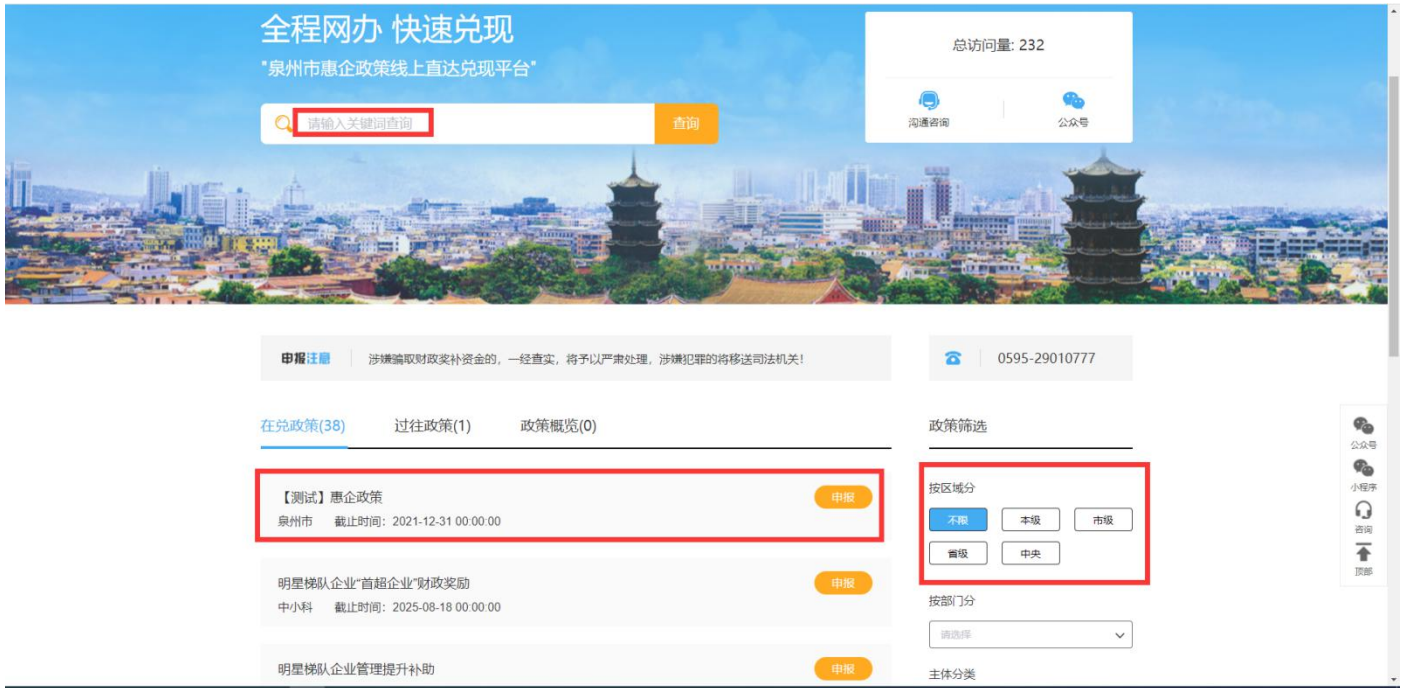 全程网办 快速兑现
"泉州市惠企政策线上直达兑现平台"
请输入关键词查询
查询
总访问量: 232
沟通咨询
公众号
申报注意
涉嫌骗取财政奖补资金的，一经查实，将予以严肃处理，涉嫌犯罪的将移送司法机关！
0595-29010777
在兑政策(38)
过往政策(1)
政策概览(0)
【测试】惠企政策
申报
泉州市 截止时间：2021-12-31 00:00:00
明星梯队企业“首超企业”财政奖励
申报
中小科 截止时间：2025-08-18 00:00:00
明星梯队企业管理提升补助
申报
政策筛选
按区域分
不限
本级
市级
省级
中央
按部门分
请选择
主体分类
公众号
小程序
咨询
顶部